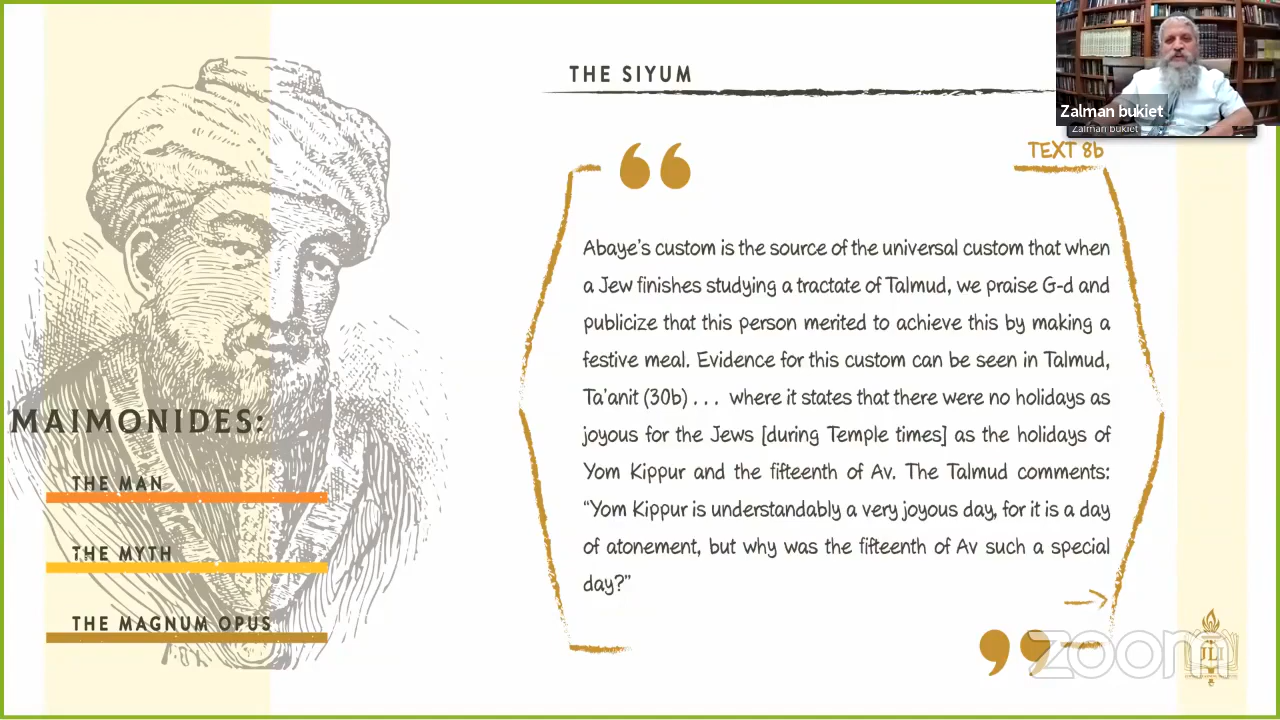 THE SIYUM
Zalman bukiet
Zalman bukiet
TEXT 8b
“
Abaye’s custom is the source of the universal custom that when
a Jew finishes studying a tractate of Talmud, we praise G-d and
publicize that this person merited to achieve this by making a
festive meal. Evidence for this custom can be seen in Talmud,
Ta’anit (30b) . . . where it states that there were no holidays as
joyous for the Jews [during Temple times] as the holidays of
Yom Kippur and the fifteenth of Av. The Talmud comments:
“Yom Kippur is understandably a very joyous day, for it is a day
of atonement, but why was the fifteenth of Av such a special
day?”
”
MAIMONIDES:
THE MAN
THE MYTH
THE MAGNUM OPUS
zoom
JLI